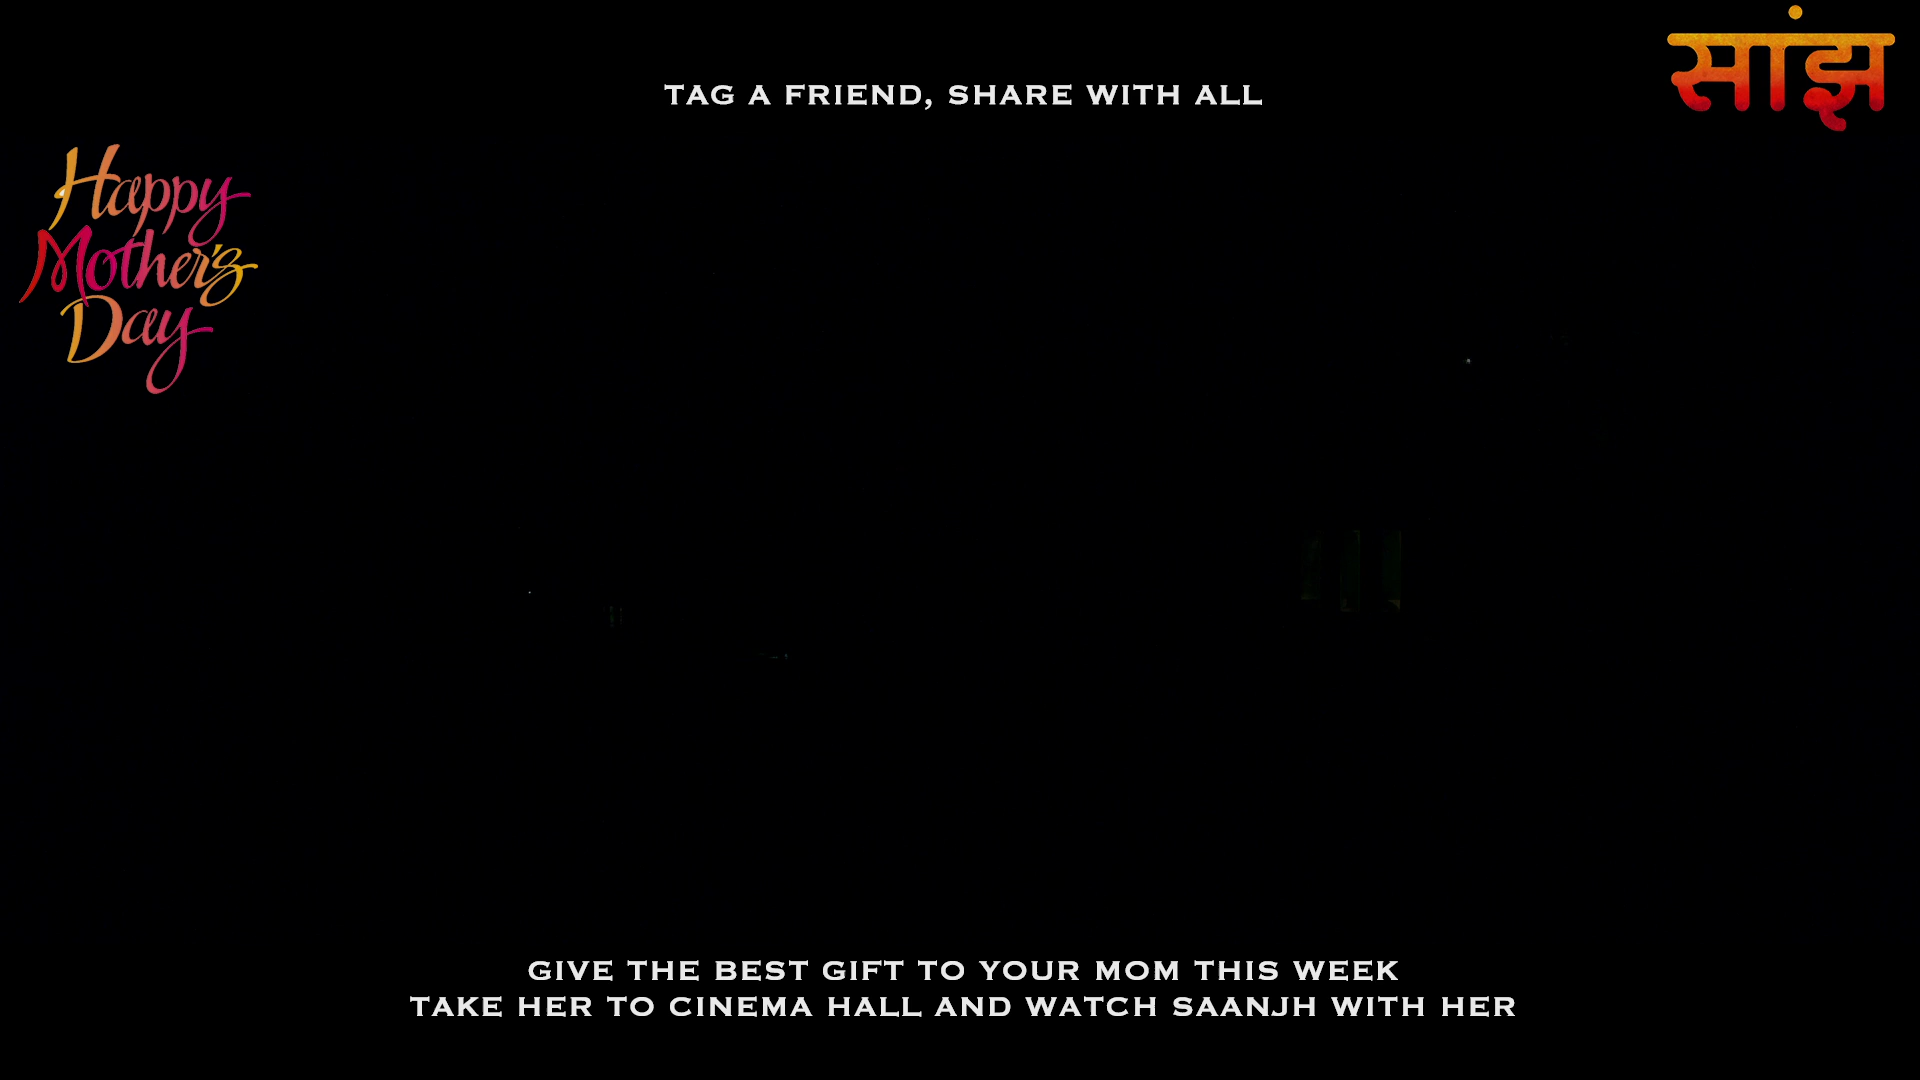 सांझ
TAG A FRIEND, SHARE WITH ALL
Happy
Mother's
Day
GIVE THE BEST GIFT TO YOUR MOM THIS WEEK
TAKE HER TO CINEMA HALL AND WATCH SAANJH WITH HER